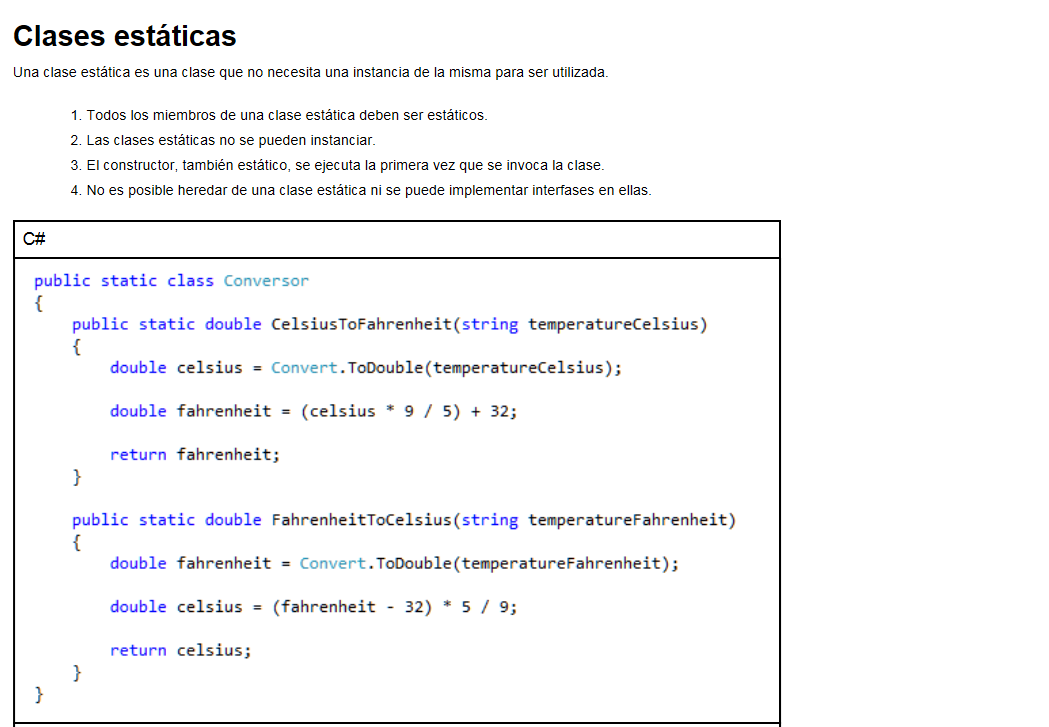 Clases estáticas
Una clase estática es una clase que no necesita una instancia de la misma para ser utilizada.
1. Todos los miembros de una clase estática deben ser estáticos.
2. Las clases estáticas no se pueden instanciar.
3. El constructor, también estático, se ejecuta la primera vez que se invoca la clase.
4. No es posible heredar de una clase estática ni se puede implementar interfases en ellas.
C#
public static class Conversor
{
public static double CelsiusToFahrenheit(string temperatureCelsius)
{
double celsius = Convert.ToDouble(temperatureCelsius);
double fahrenheit = (celsius * 9 / 5) + 32;
return fahrenheit;
}
public static double FahrenheitToCelsius(string temperatureFahrenheit)
{
double fahrenheit = Convert.ToDouble(temperatureFahrenheit);
double celsius = (fahrenheit - 32) * 5 / 9;
return celsius;
}
}